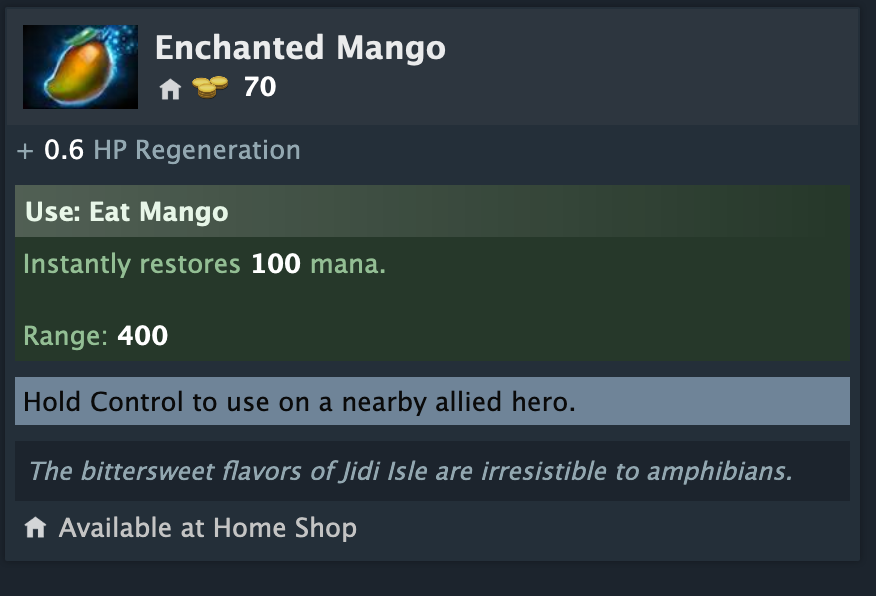 Enchanted Mango
70
+ 0.6 HP Regeneration
Use: Eat Mango
Instantly restores 100 mana.
Range: 400
Hold Control to use on a nearby allied hero.
The bittersweet flavors of Jidi Isle are irresistible to amphibians.
Available at Home Shop